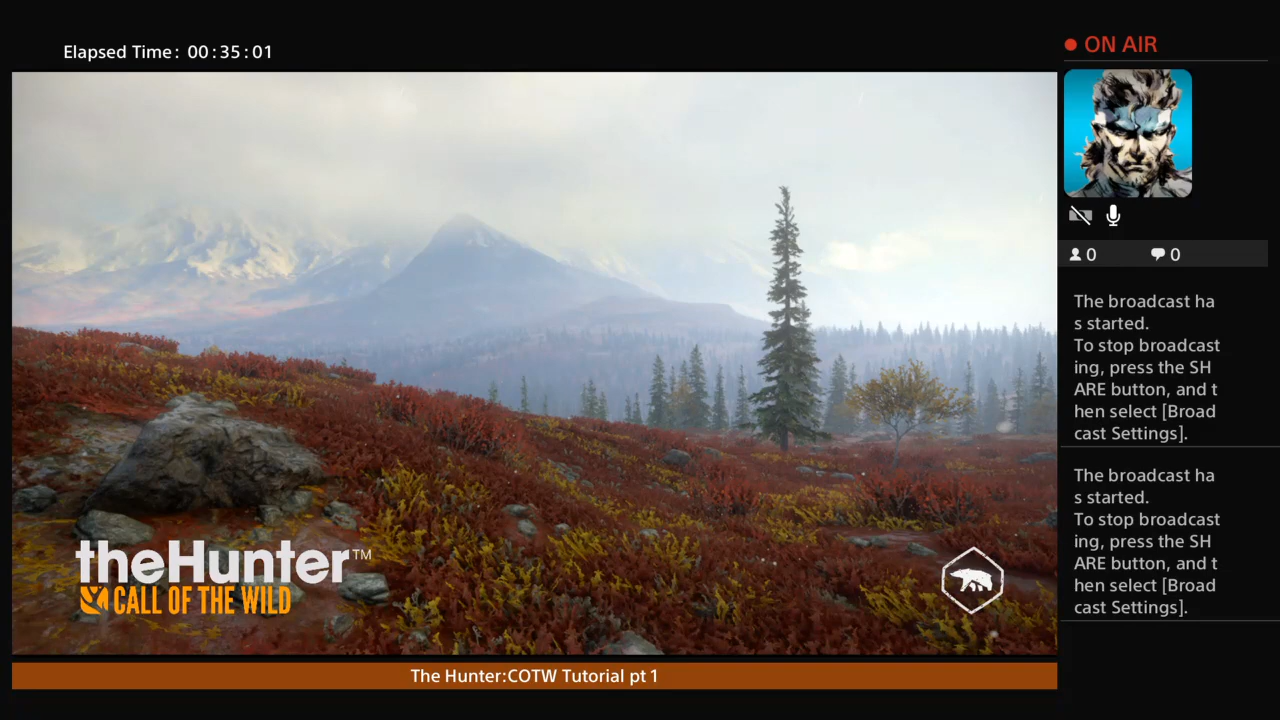 Elapsed Time: 00:35:01
ON AIR
0 0
The broadcast ha
s started.
To stop broadcast
ing, press the SH
ARE button, and t
hen select [Broad
cast Settings].
The broadcast ha
s started.
To stop broadcast
ing, press the SH
ARE button, and t
hen select [Broad
cast Settings].
theHunter™
CALL OF THE WILD
The Hunter:COTW Tutorial pt 1